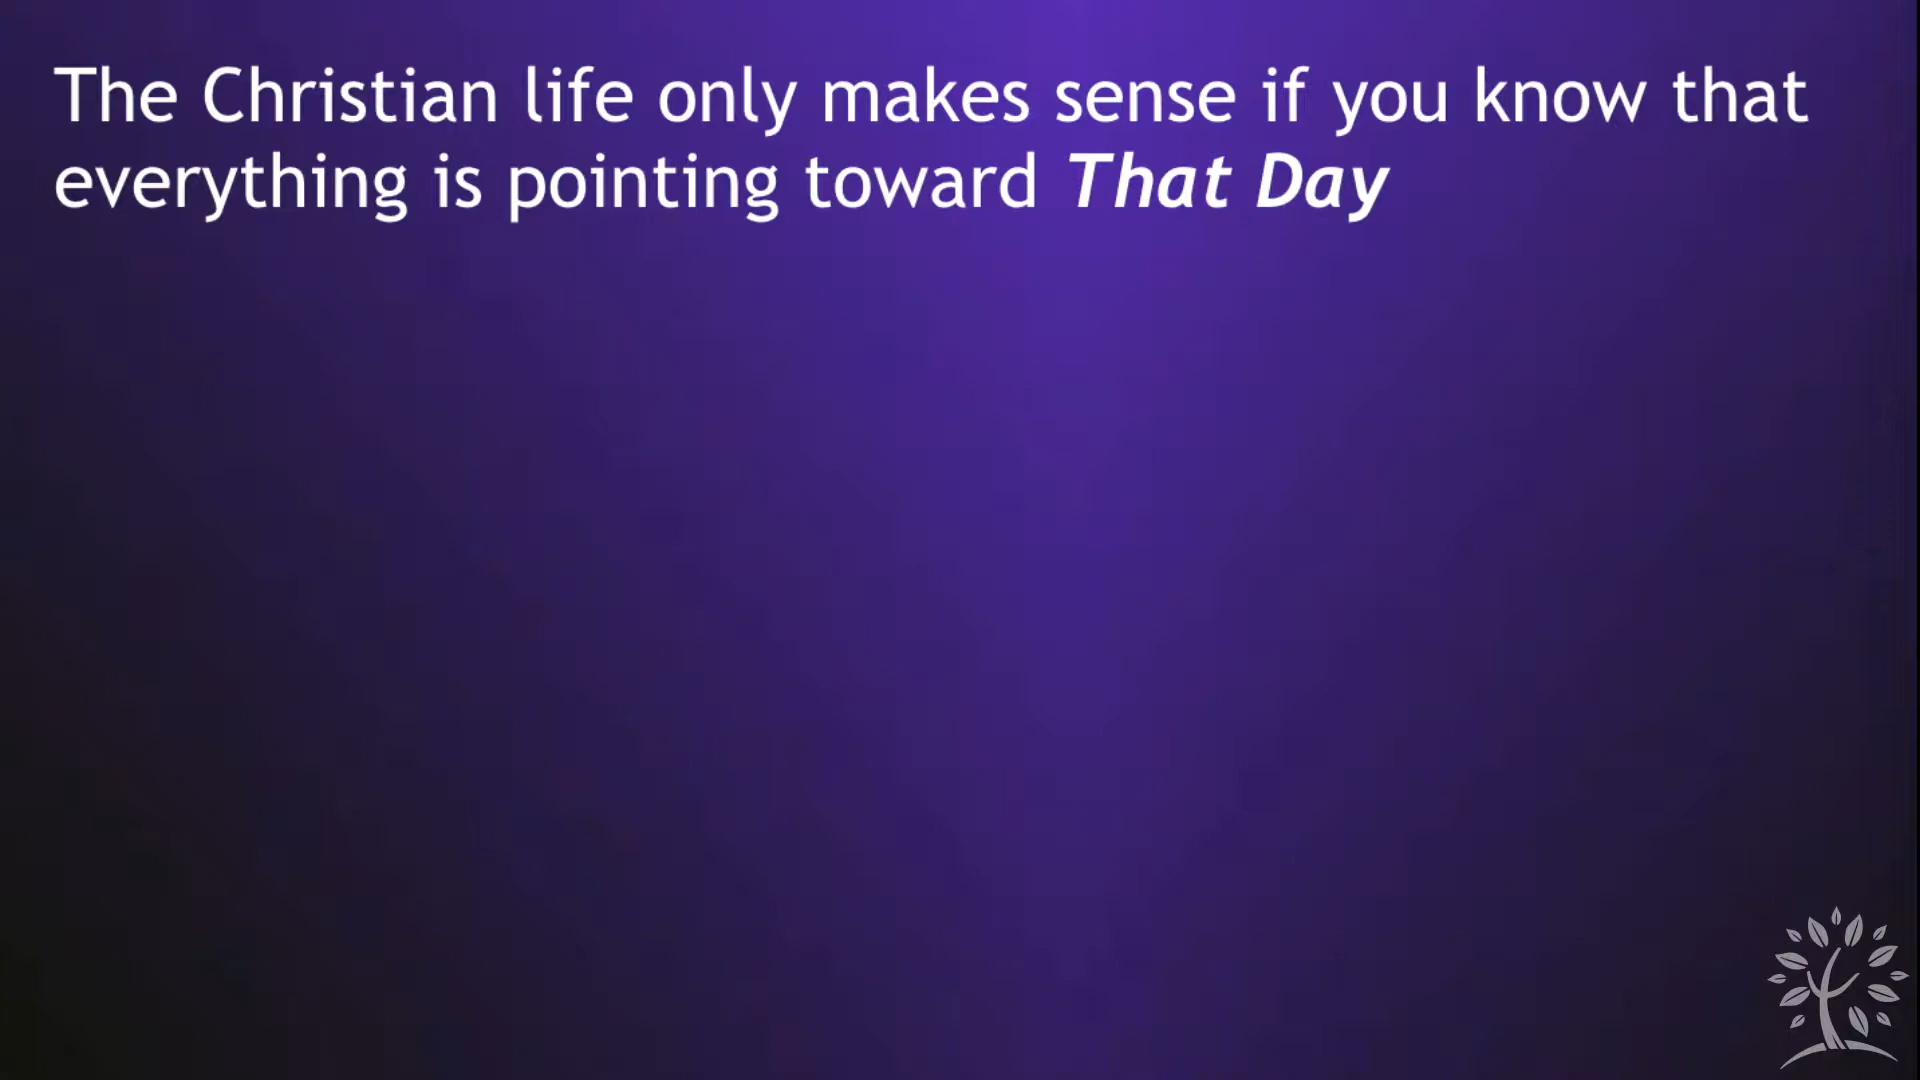 The Christian life only makes sense if you know that
everything is pointing toward That Day